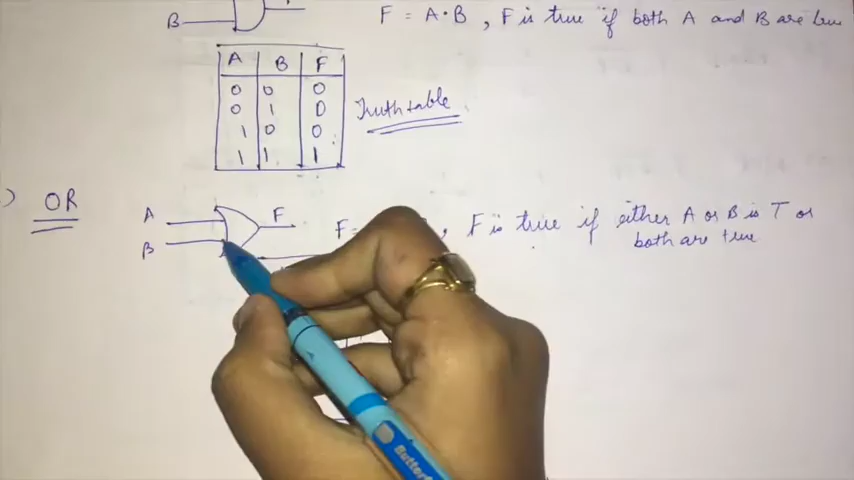 B
F = A·B , F is true if both A and B are true
A B F
0 0 0
0 1 0
1 0 0
1 1 1
Truth table
) OR
A
F
F = B , F is true if either A or B is T or
both are true
B
Butterf